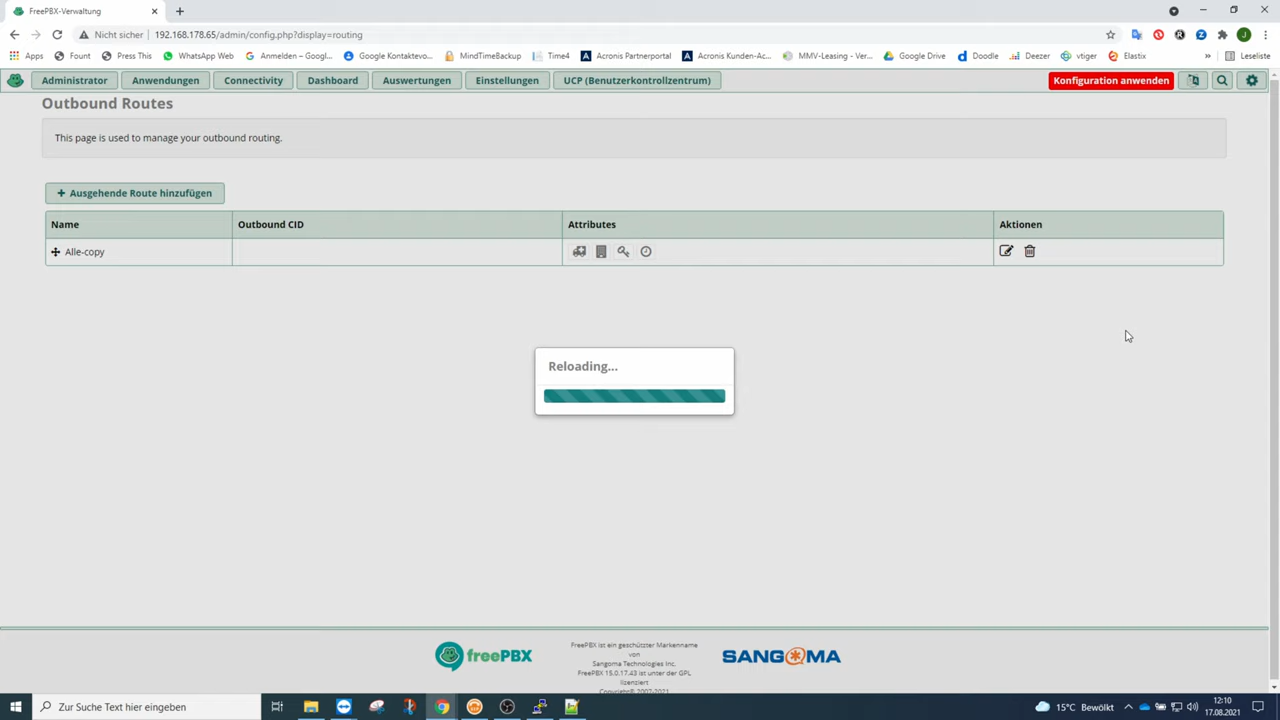 FreePBX-Verwaltung
Nicht sicher 192.168.178.65/admin/config.php?display=routing
Apps Fount Press This WhatsApp Web Anmelden – Googl... Google Kontaktevo... MindTimeBackup Time4 Acronis Partnerportal Acronis Kunden-Ac... MMV-Leasing - Ver... Google Drive Doodle Deezer vtiger Elastix » Leseliste
Administrator Anwendungen Connectivity Dashboard Auswertungen Einstellungen UCP (Benutzerkontrollzentrum) Konfiguration anwenden
Outbound Routes
This page is used to manage your outbound routing.
+ Ausgehende Route hinzufügen
Name Outbound CID Attributes Aktionen
Alle-copy
Reloading...
freePBX
FreePBX ist ein geschützter Markenname
von
Sangoma Technologies Inc.
FreePBX 15.0.17.43 ist unter der GPL
lizenziert
Copyright© 2007-2021
SANGOMA
Zur Suche Text hier eingeben
15°C Bewölkt
12:10
17.08.2021